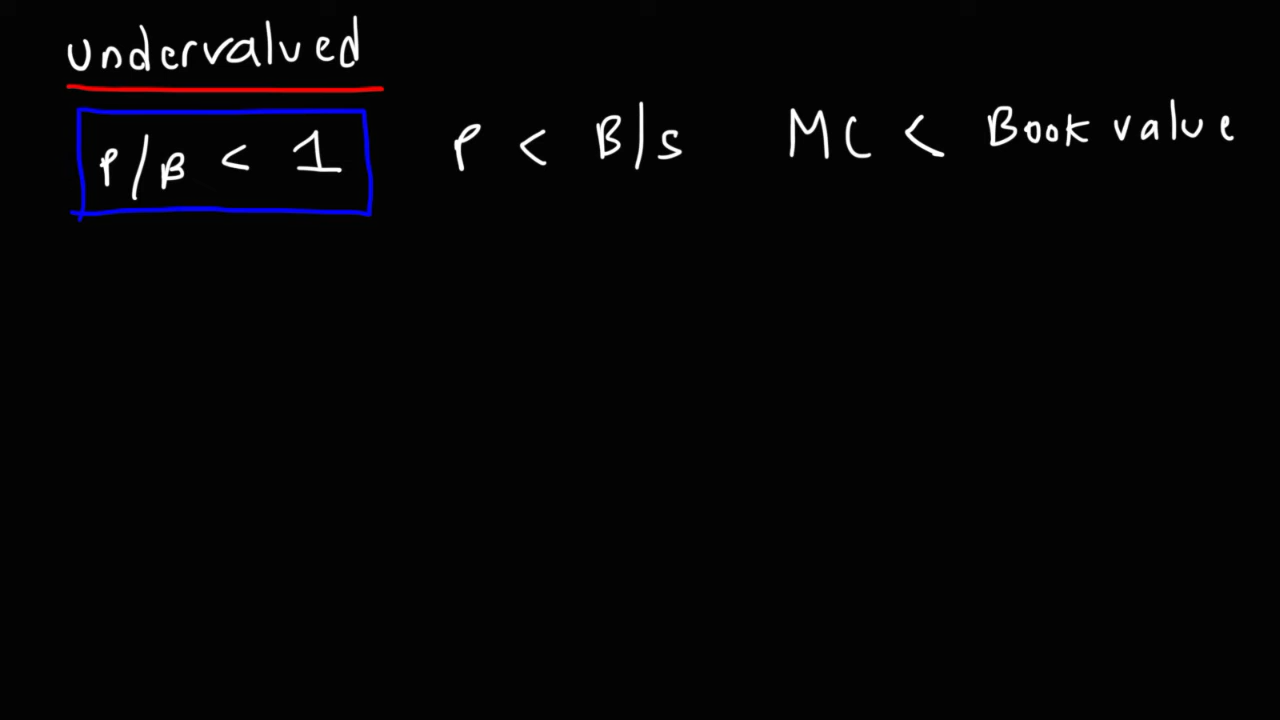 undervalued
P/B < 1 P < B/S MC < Book value